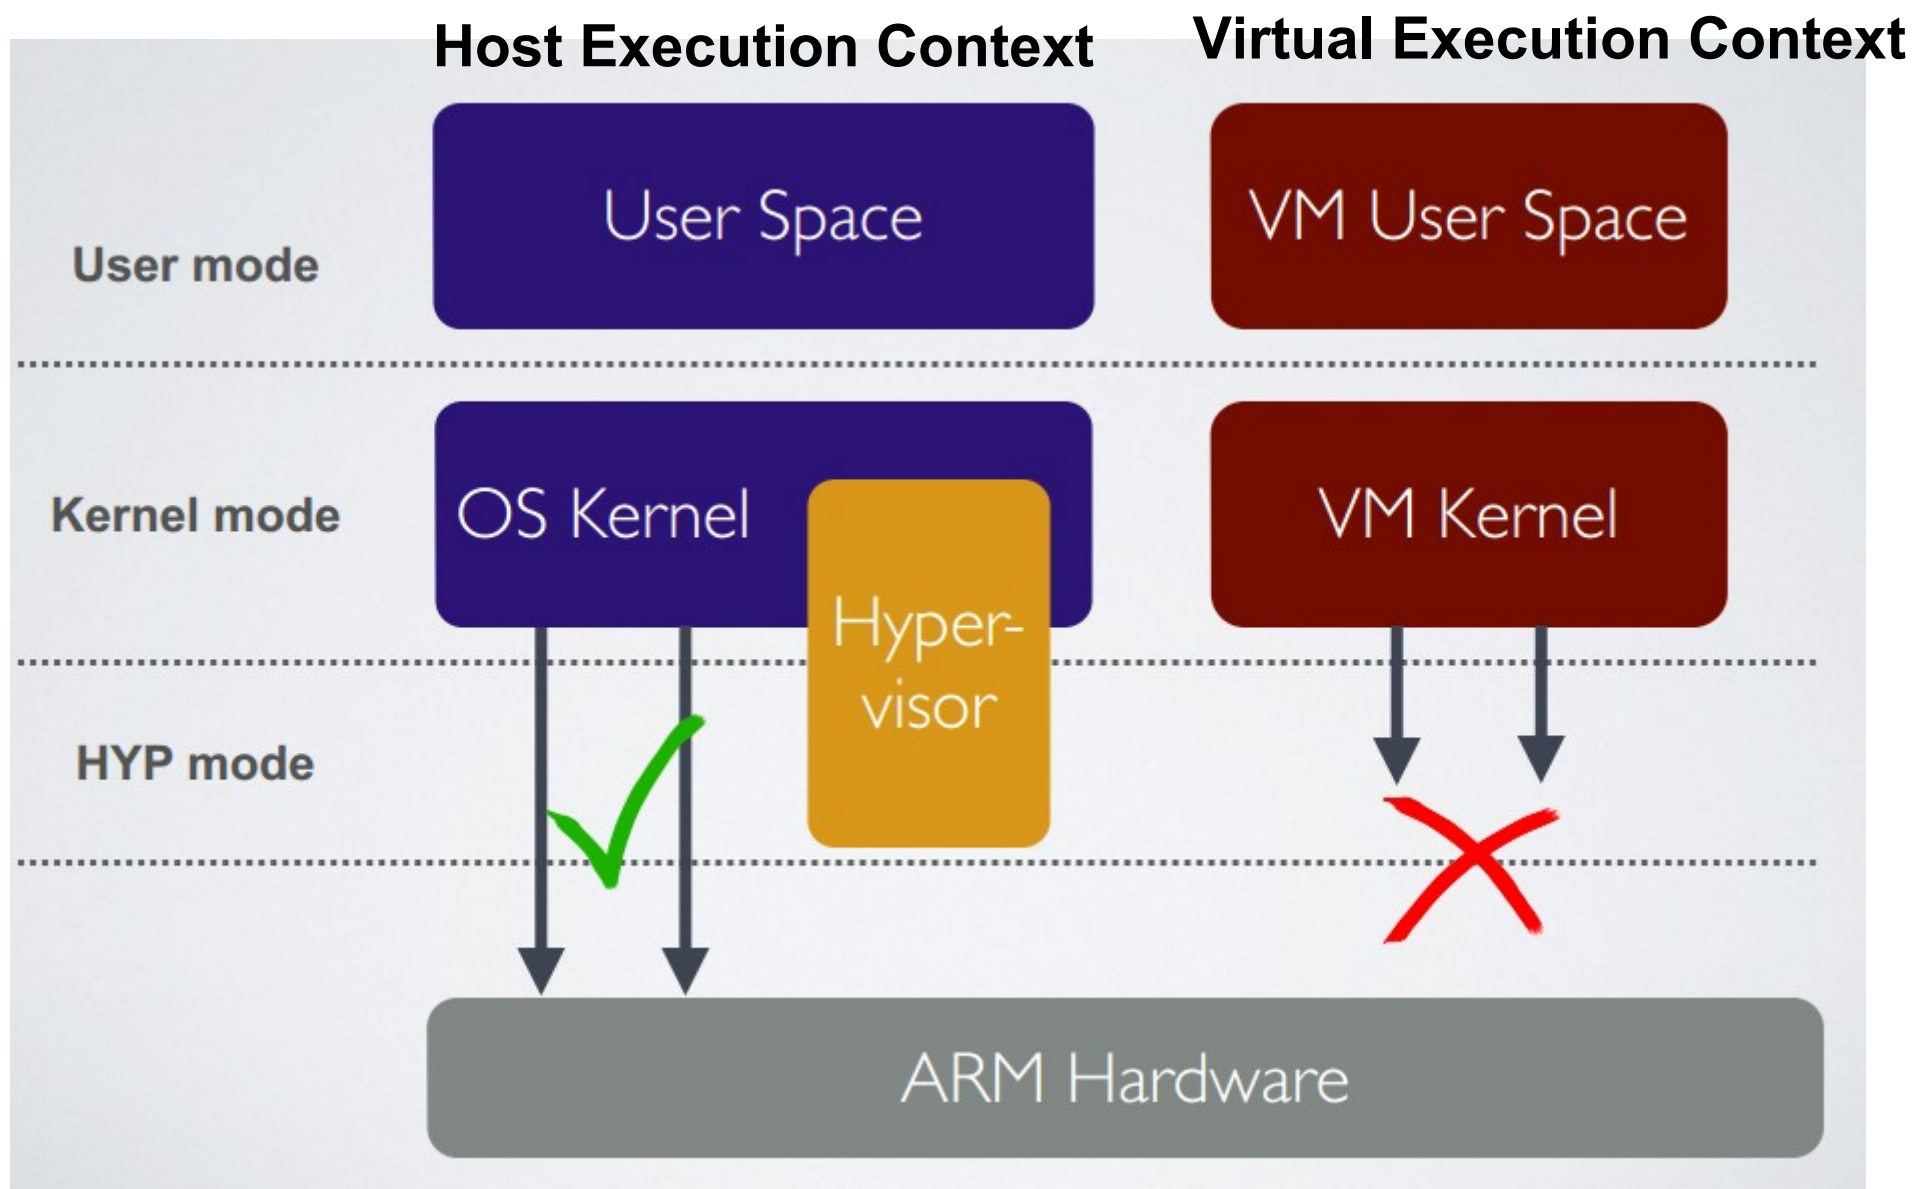 Host Execution Context
Virtual Execution Context
User mode
User Space
VM User Space
Kernel mode
OS Kernel
Hyper-
visor
VM Kernel
HYP mode
ARM Hardware